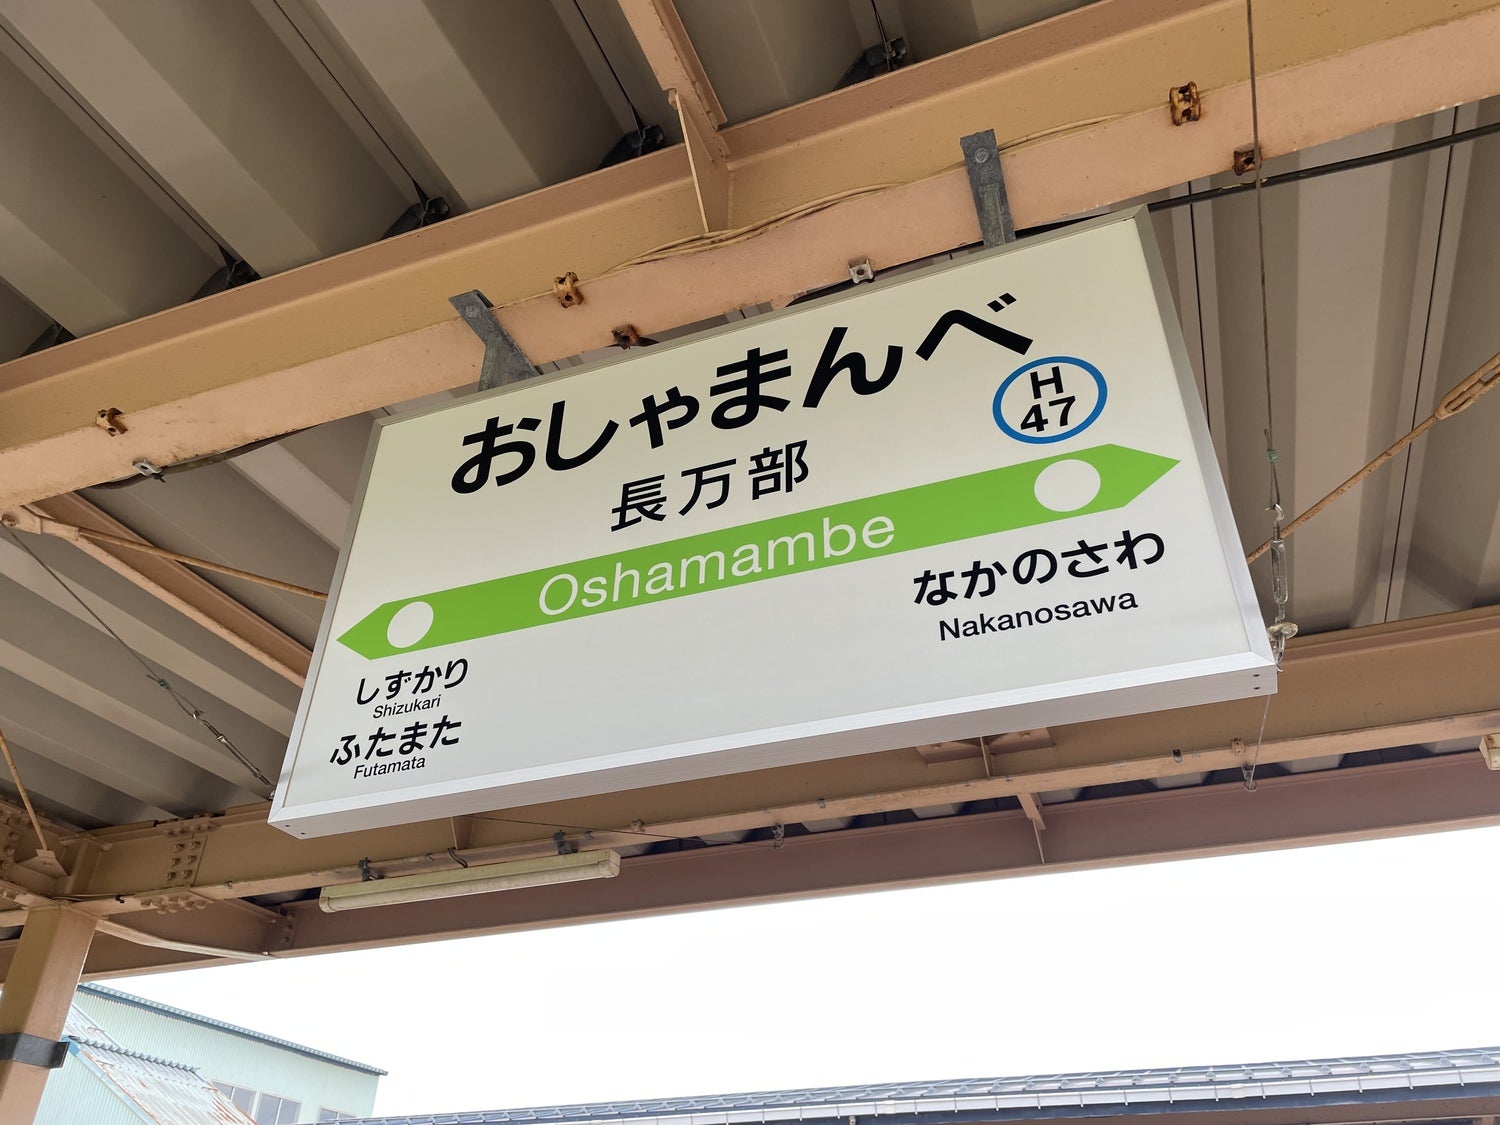 おしゃまんべ
H
47
長万部
Oshamambe
なかのさわ
Nakanosawa
しずかり
Shizukari
ふたまた
Futamata